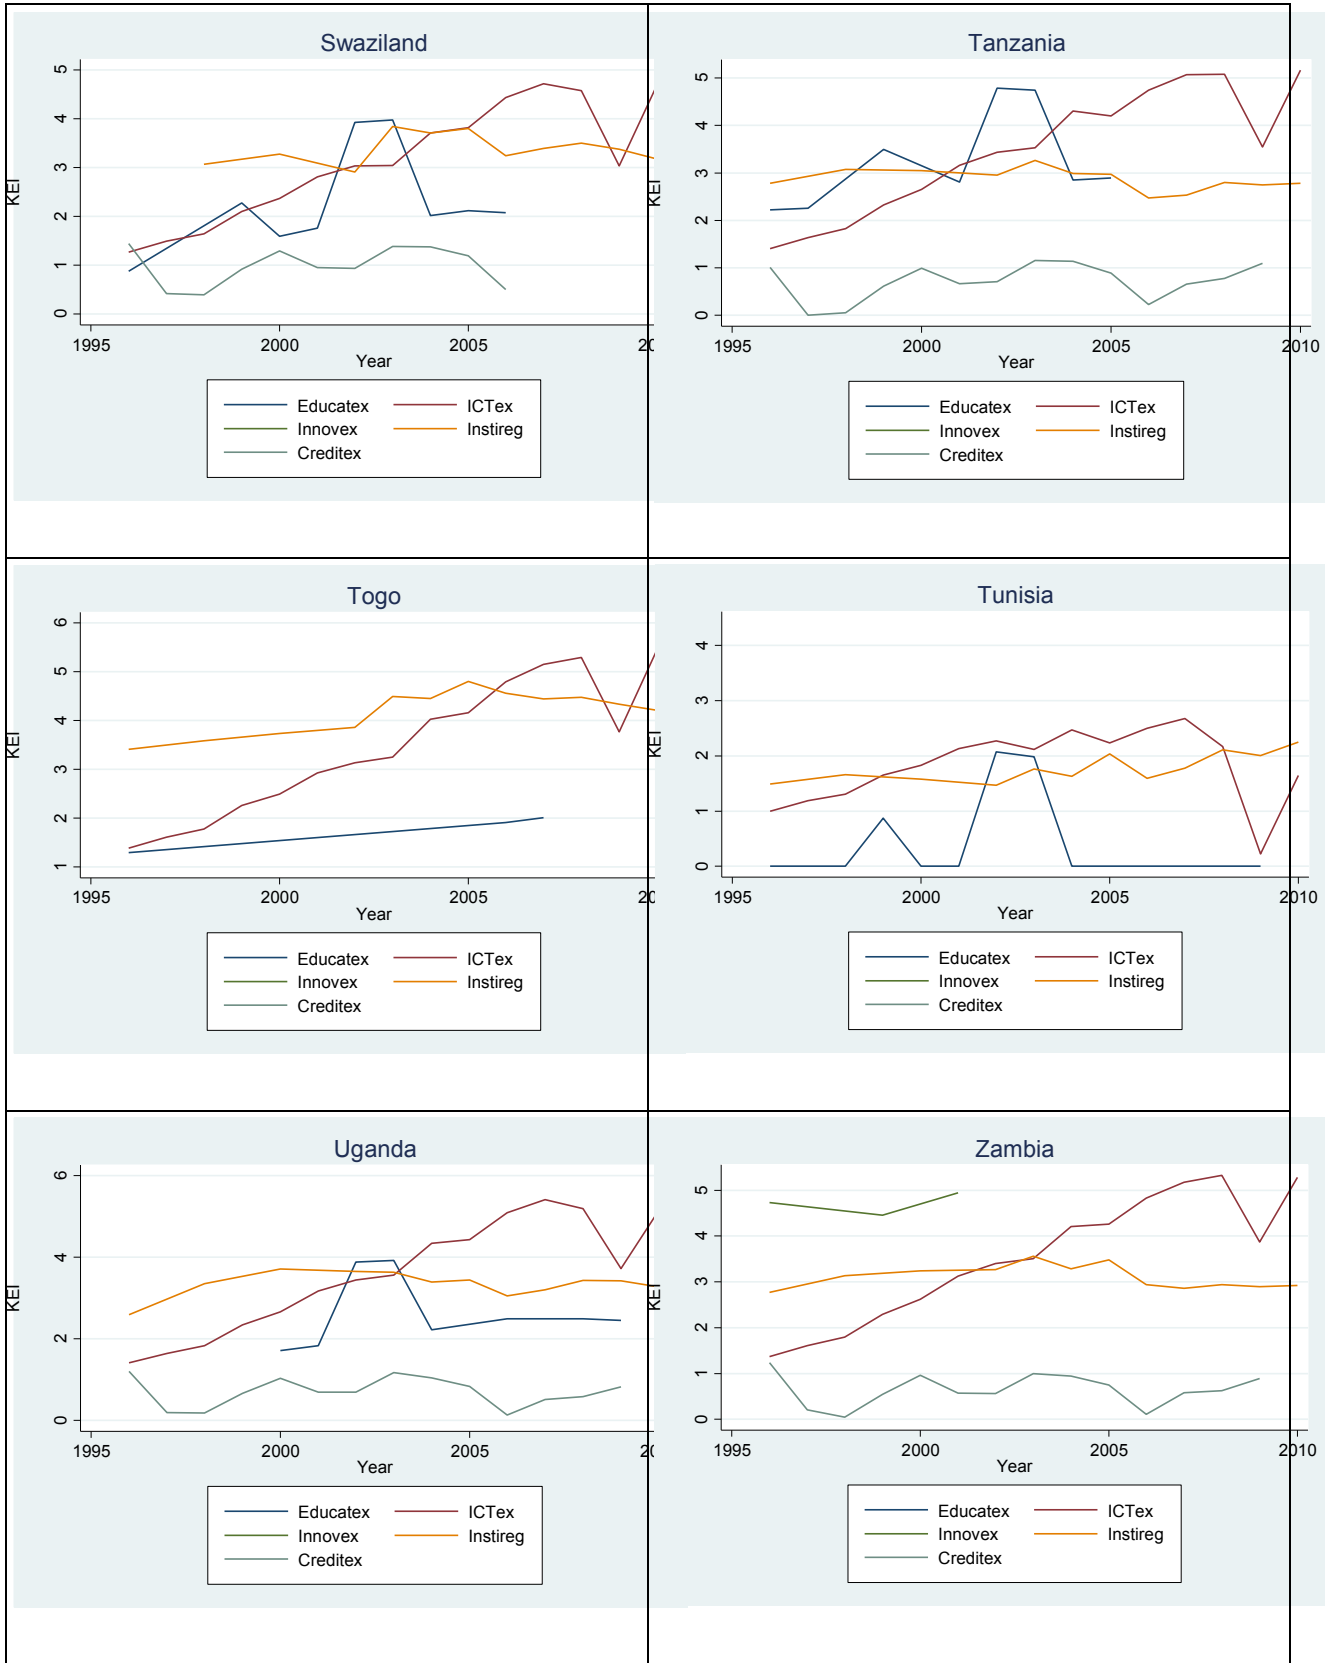 Swaziland
KEI
5
4
3
2
1
0
1995 2000 2005 20
Year
Educatex ICTex
Innovex Instireg
Creditex
Tanzania
KEI
5
4
3
2
1
0
1995 2000 2005 2010
Year
Educatex ICTex
Innovex Instireg
Creditex
Togo
KEI
6
5
4
3
2
1
1995 2000 2005 20
Year
Educatex ICTex
Innovex Instireg
Creditex
Tunisia
KEI
4
3
2
1
0
1995 2000 2005 2010
Year
Educatex ICTex
Innovex Instireg
Creditex
Uganda
KEI
6
4
2
0
1995 2000 2005 20
Year
Educatex ICTex
Innovex Instireg
Creditex
Zambia
KEI
5
4
3
2
1
0
1995 2000 2005 2010
Year
Educatex ICTex
Innovex Instireg
Creditex